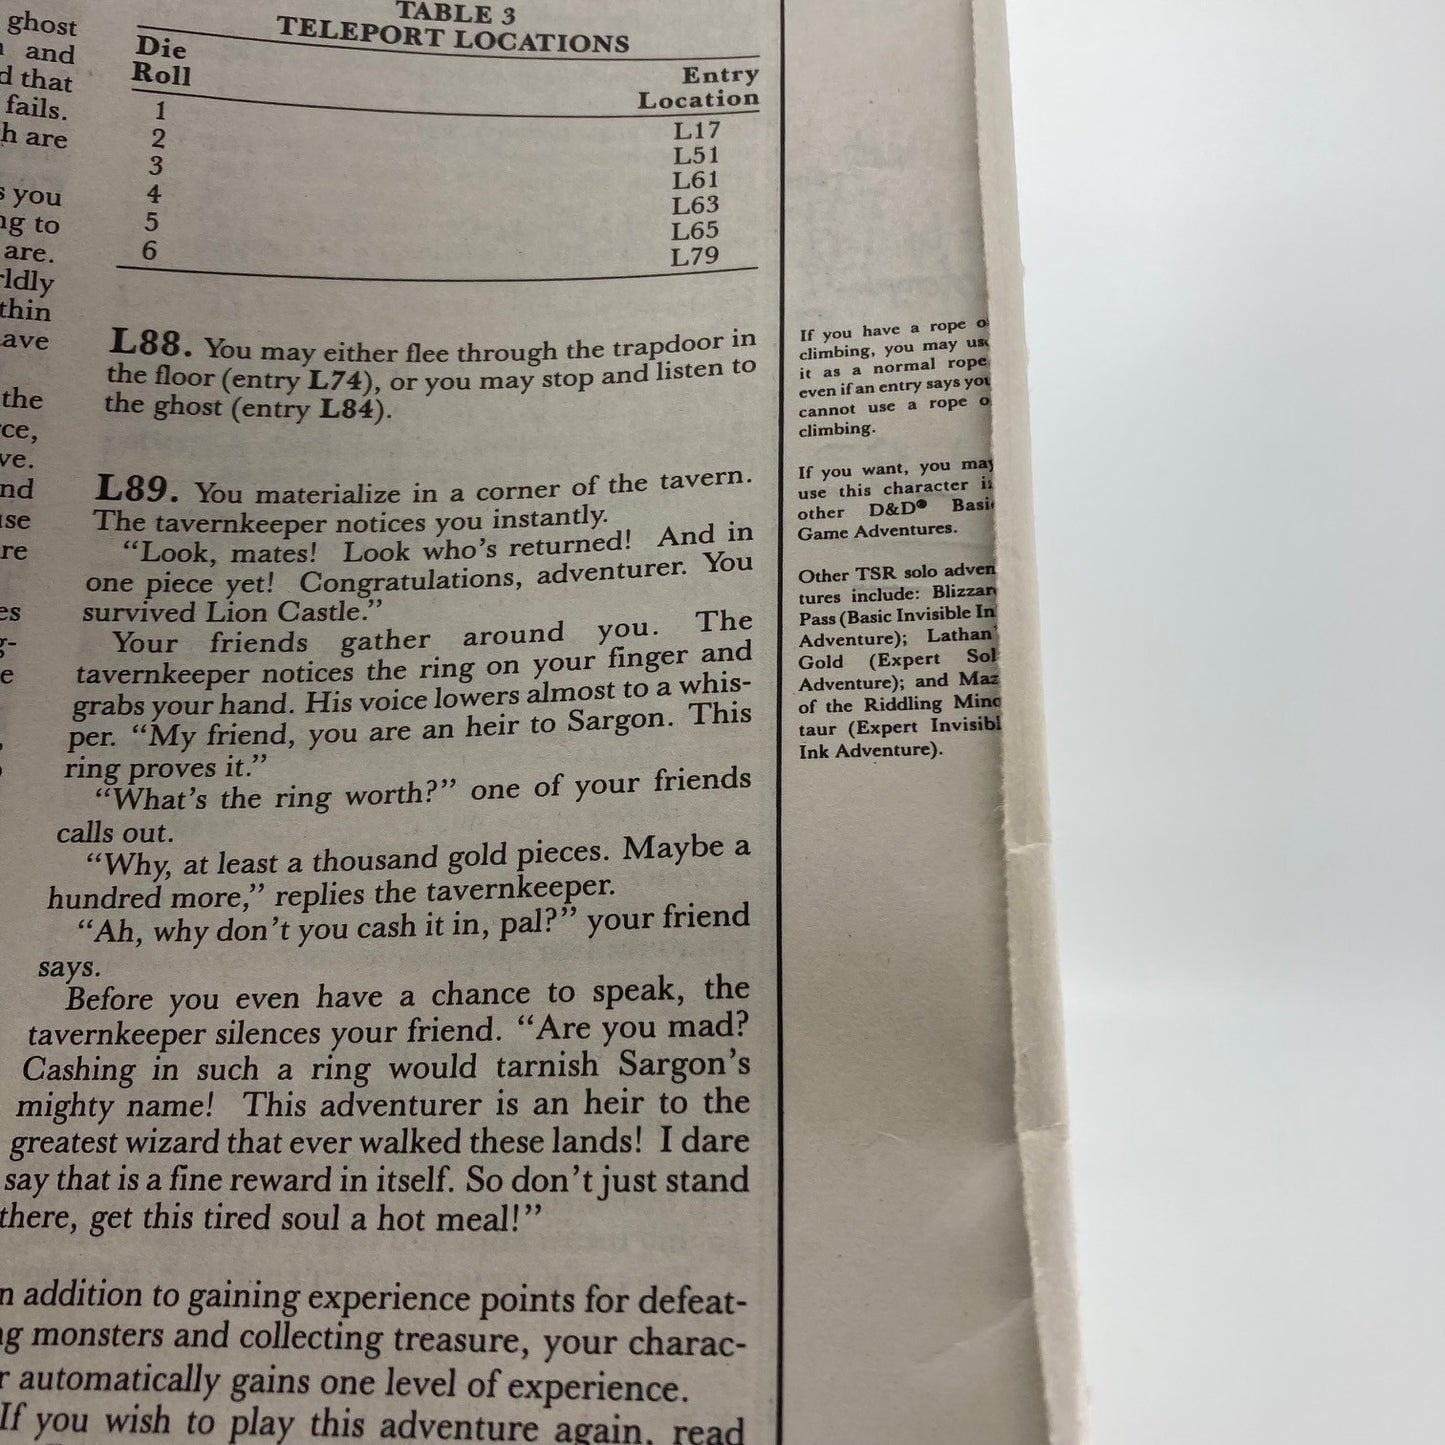 ghost
and
d that
fails.
h are
s you
ng to
are.
rldly
thin
ave
the
rce,
ve.
nd
use
re
es
g-
e
TABLE 3
TELEPORT LOCATIONS
Die
Roll
Entry
Location
1 L17
2 L51
3 L61
4 L63
5 L65
6 L79
L88. You may either flee through the trapdoor in
the floor (entry L74), or you may stop and listen to
the ghost (entry L84).
L89. You materialize in a corner of the tavern.
The tavernkeeper notices you instantly.
“Look, mates! Look who’s returned! And in
one piece yet! Congratulations, adventurer. You
survived Lion Castle.”
Your friends gather around you. The
tavernkeeper notices the ring on your finger and
grabs your hand. His voice lowers almost to a whis-
per. “My friend, you are an heir to Sargon. This
ring proves it.”
“What’s the ring worth?” one of your friends
calls out.
“Why, at least a thousand gold pieces. Maybe a
hundred more,” replies the tavernkeeper.
“Ah, why don’t you cash it in, pal?” your friend
says.
Before you even have a chance to speak, the
tavernkeeper silences your friend. “Are you mad?
Cashing in such a ring would tarnish Sargon’s
mighty name! This adventurer is an heir to the
greatest wizard that ever walked these lands! I dare
say that is a fine reward in itself. So don’t just stand
there, get this tired soul a hot meal!”
n addition to gaining experience points for defeat-
ng monsters and collecting treasure, your charac-
r automatically gains one level of experience.
If you wish to play this adventure again, read
If you have a rope o
climbing, you may us
it as a normal rope
even if an entry says you
cannot use a rope o
climbing.
If you want, you may
use this character i
other D&D® Basi
Game Adventures.
Other TSR solo adven
tures include: Blizzar
Pass (Basic Invisible In
Adventure); Lathan’
Gold (Expert Sol
Adventure); and Maz
of the Riddling Mino
taur (Expert Invisibl
Ink Adventure).